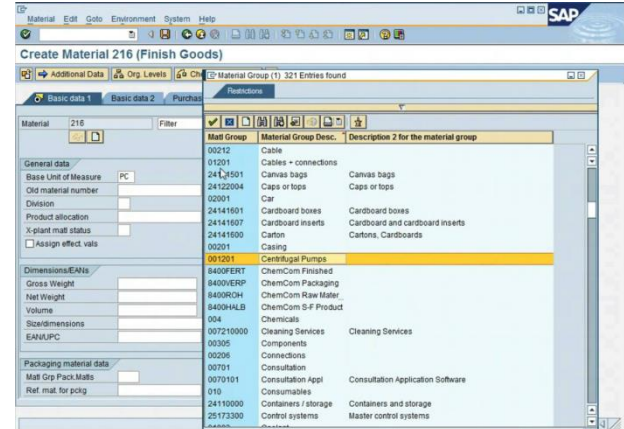 Material Edit Goto Environment System Help
SAP
Create Material 216 (Finish Goods)
Additional Data Org. Levels Ch
Basic data 1 Basic data 2 Purchas
Material 216 Filter
General data
Base Unit of Measure PC
Old material number
Division
Product allocation
X-plant matl status
Assign effect. vals
Dimensions/EANs
Gross Weight
Net Weight
Volume
Size/dimensions
EAN/UPC
Packaging material data
Matl Grp Pack.Matls
Ref. mat. for pckg
Material Group (1) 321 Entries found
Restrictions
Matl Group Material Group Desc. Description 2 for the material group
00212 Cable
01201 Cables + connections
24121501 Canvas bags Canvas bags
24122004 Caps or tops Caps or tops
02001 Car
24141601 Cardboard boxes Cardboard boxes
24141607 Cardboard inserts Cardboard and cardboard inserts
24141600 Carton Cartons, Cardboards
00201 Casing
001201 Centrifugal Pumps
8400FERT ChemCom Finished
8400VERP ChemCom Packaging
8400ROH ChemCom Raw Mater_
8400HALB ChemCom S-F Product
004 Chemicals
007210000 Cleaning Services Cleaning Services
00305 Components
00206 Connections
00701 Consultation
0070101 Consultation Appl Consultation Application Software
010 Consumables
24110000 Containers / storage Containers and storage
25173300 Control systems Master control systems